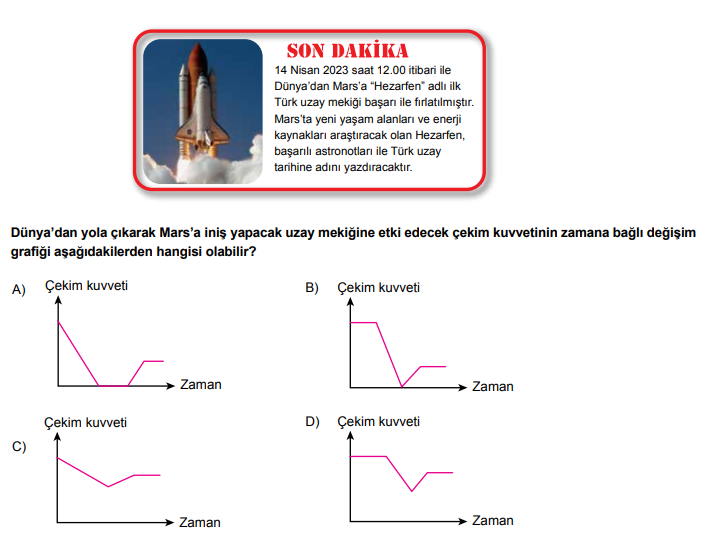 SON DAKİKA
14 Nisan 2023 saat 12.00 itibari ile
Dünya’dan Mars’a “Hezarfen” adlı ilk
Türk uzay mekiği başarı ile fırlatılmıştır.
Mars’ta yeni yaşam alanları ve enerji
kaynakları araştıracak olan Hezarfen,
başarılı astronotları ile Türk uzay
tarihine adını yazdıracaktır.
Dünya’dan yola çıkarak Mars’a iniş yapacak uzay mekiğine etki edecek çekim kuvvetinin zamana bağlı değişim
grafiği aşağıdakilerden hangisi olabilir?
A) Çekim kuvveti
Zaman
B) Çekim kuvveti
Zaman
C) Çekim kuvveti
Zaman
D) Çekim kuvveti
Zaman